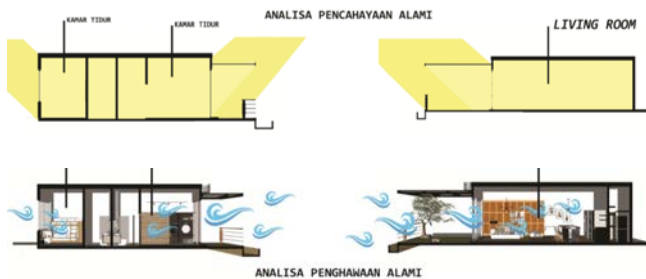 ANALISA PENCAHAYAAN ALAMI
KAMAR TIDUR
KAMAR TIDUR
LIVING ROOM
ANALISA PENGHAWAAN ALAMI